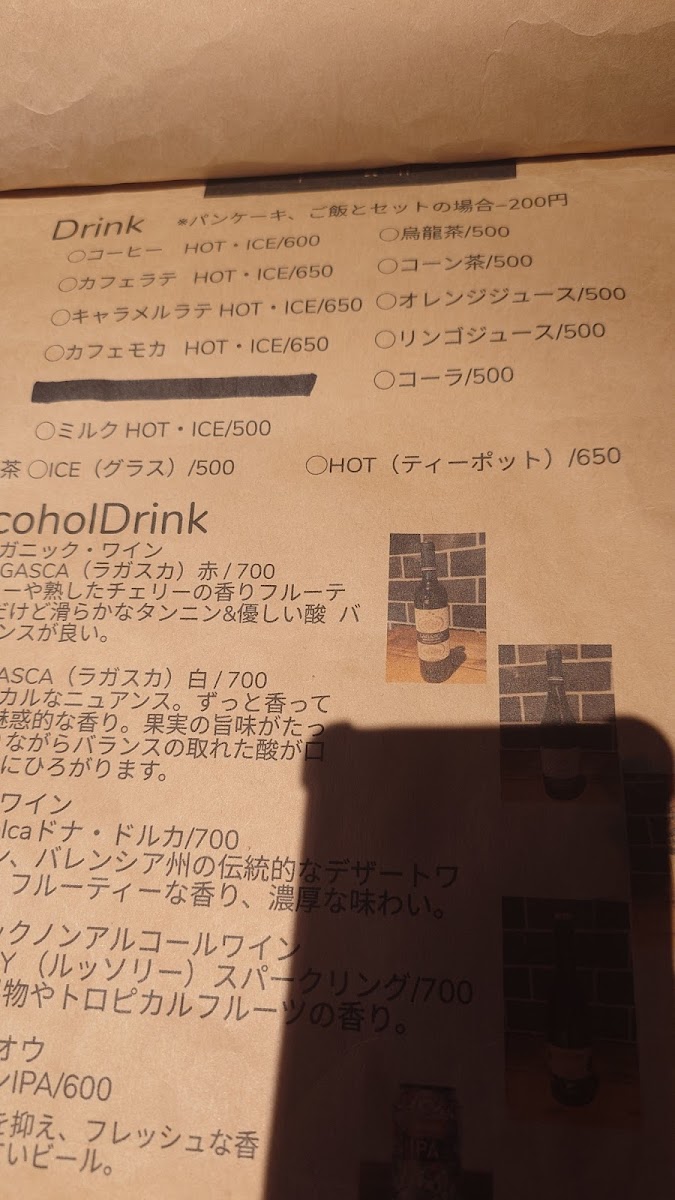 Drink ※パンケーキ、ご飯とセットの場合−200円
○コーヒー HOT・ICE/600
○カフェラテ HOT・ICE/650
○キャラメルラテ HOT・ICE/650
○カフェモカ HOT・ICE/650
○烏龍茶/500
○コーン茶/500
○オレンジジュース/500
○リンゴジュース/500
○コーラ/500
○ミルク HOT・ICE/500
茶 ○ICE（グラス）/500 ○HOT（ティーポット）/650
coholDrink
ガニック・ワイン
GASCA（ラガスカ）赤 / 700
ーや熟したチェリーの香りフルーテ
だけど滑らかなタンニン&優しい酸 バ
ンスが良い。
ASCA（ラガスカ）白 / 700
カルなニュアンス。ずっと香って
魅惑的な香り。果実の旨味がたっ
りながらバランスの取れた酸が口
にひろがります。
ワイン
lcaドナ・ドルカ/700
ン、バレンシア州の伝統的なデザートワ
フルーティーな香り、濃厚な味わい。
ックノンアルコールワイン
Y （ルッソリー）スパークリング/700
物やトロピカルフルーツの香り。
オウ
ンIPA/600
を抑え、フレッシュな香
いビール。
IPA